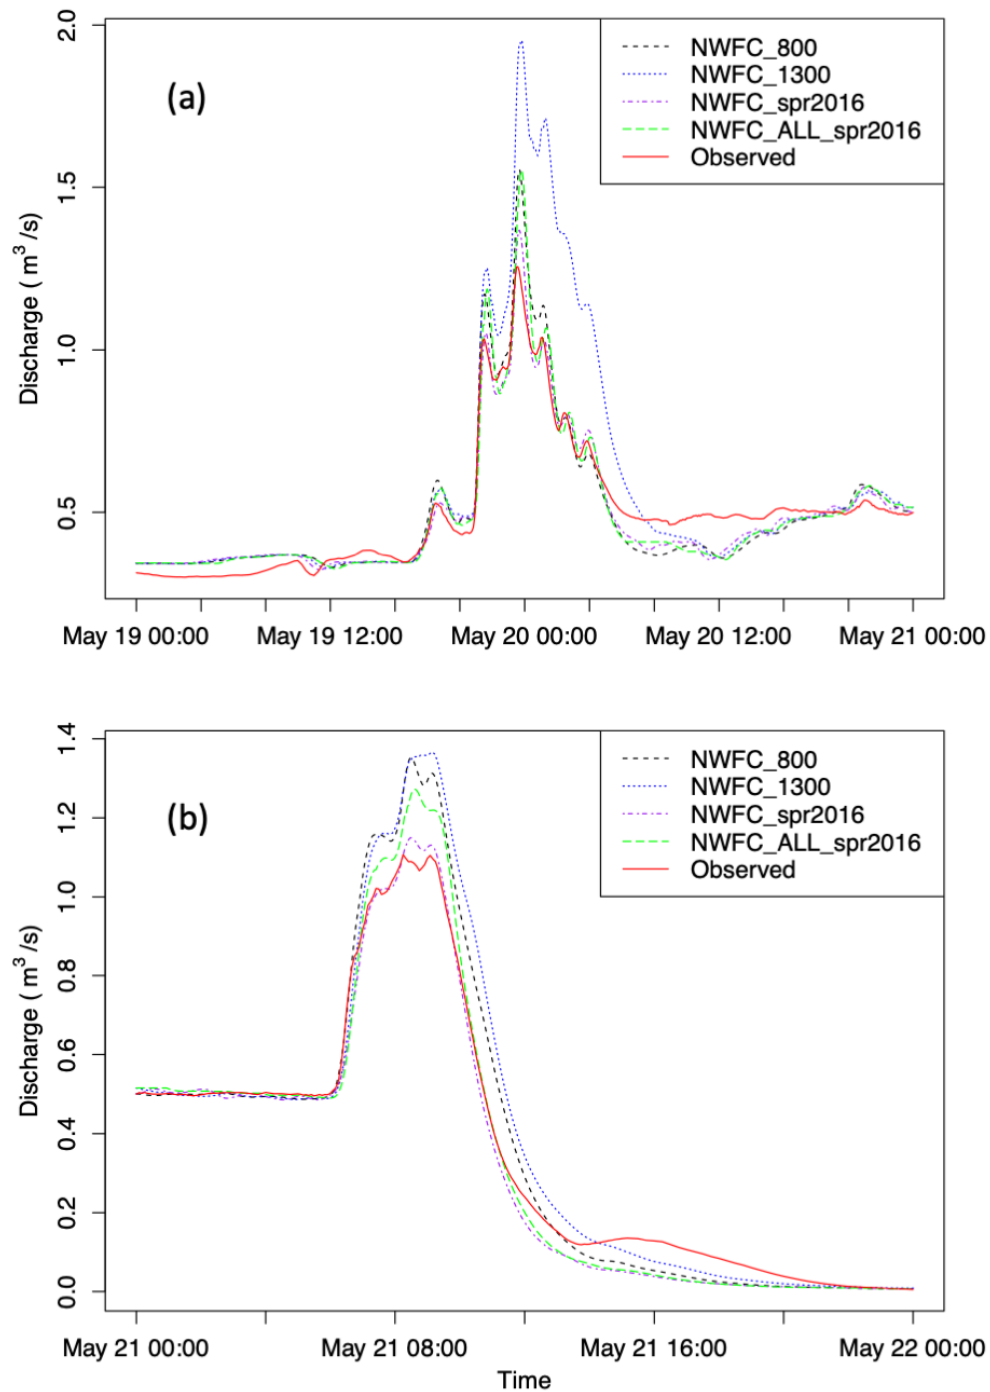 2.0
1.5
1.0
0.5
Discharge ( m³ /s)
(a)
NWFC_800
NWFC_1300
NWFC_spr2016
NWFC_ALL_spr2016
Observed
May 19 00:00 May 19 12:00 May 20 00:00 May 20 12:00 May 21 00:00
1.4
1.2
1.0
0.8
0.6
0.4
0.2
0.0
Discharge ( m³ /s)
(b)
NWFC_800
NWFC_1300
NWFC_spr2016
NWFC_ALL_spr2016
Observed
May 21 00:00 May 21 08:00 May 21 16:00 May 22 00:00
Time